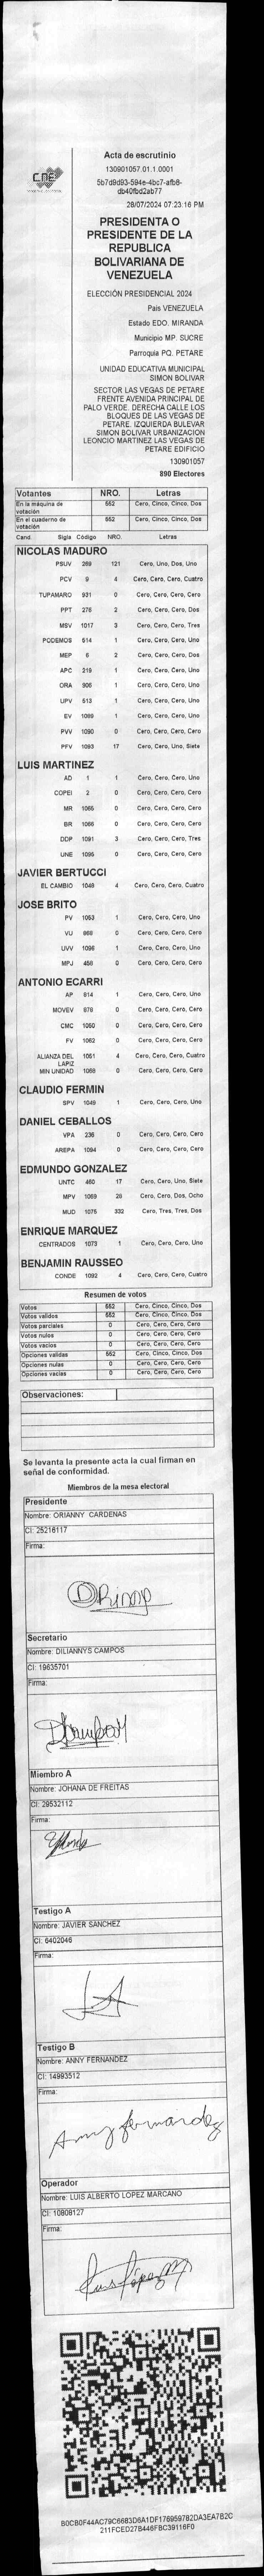 CNE
Acta de escrutinio
130901057.01.1.0001
5b7d9d93-594e-4bc7-afb8-
db40fbd2ab77
28/07/2024 07:23:16 PM
PRESIDENTA O
PRESIDENTE DE LA
REPUBLICA
BOLIVARIANA DE
VENEZUELA
ELECCIÓN PRESIDENCIAL 2024
País VENEZUELA
Estado EDO. MIRANDA
Municipio MP. SUCRE
Parroquia PQ. PETARE
UNIDAD EDUCATIVA MUNICIPAL
SIMON BOLIVAR
SECTOR LAS VEGAS DE PETARE
FRENTE AVENIDA PRINCIPAL DE
PALO VERDE. DERECHA CALLE LOS
BLOQUES DE LAS VEGAS DE
PETARE. IZQUIERDA BULEVAR
SIMON BOLIVAR URBANIZACION
LEONCIO MARTINEZ LAS VEGAS DE
PETARE EDIFICIO
130901057
890 Electores
Votantes NRO. Letras
En la máquina de votación 552 Cero, Cinco, Cinco, Dos
En el cuaderno de votación 552 Cero, Cinco, Cinco, Dos
Cand. Sigla Código NRO. Letras
NICOLAS MADURO
PSUV 269 121 Cero, Uno, Dos, Uno
PCV 9 4 Cero, Cero, Cero, Cuatro
TUPAMARO 931 0 Cero, Cero, Cero, Cero
PPT 276 2 Cero, Cero, Cero, Dos
MSV 1017 3 Cero, Cero, Cero, Tres
PODEMOS 514 1 Cero, Cero, Cero, Uno
MEP 6 2 Cero, Cero, Cero, Dos
APC 219 1 Cero, Cero, Cero, Uno
ORA 906 1 Cero, Cero, Cero, Uno
UPV 513 1 Cero, Cero, Cero, Uno
EV 1089 1 Cero, Cero, Cero, Uno
PVV 1090 0 Cero, Cero, Cero, Cero
PFV 1093 17 Cero, Cero, Uno, Siete
LUIS MARTINEZ
AD 1 1 Cero, Cero, Cero, Uno
COPEI 2 0 Cero, Cero, Cero, Cero
MR 1065 0 Cero, Cero, Cero, Cero
BR 1066 0 Cero, Cero, Cero, Cero
DDP 1091 3 Cero, Cero, Cero, Tres
UNE 1095 0 Cero, Cero, Cero, Cero
JAVIER BERTUCCI
EL CAMBIO 1048 4 Cero, Cero, Cero, Cuatro
JOSE BRITO
PV 1053 1 Cero, Cero, Cero, Uno
VU 868 0 Cero, Cero, Cero, Cero
UVV 1096 1 Cero, Cero, Cero, Uno
MPJ 456 0 Cero, Cero, Cero, Cero
ANTONIO ECARRI
AP 814 1 Cero, Cero, Cero, Uno
MOVEV 878 0 Cero, Cero, Cero, Cero
CMC 1050 0 Cero, Cero, Cero, Cero
FV 1062 0 Cero, Cero, Cero, Cero
ALIANZA DEL LAPIZ 1051 4 Cero, Cero, Cero, Cuatro
MIN UNIDAD 1068 0 Cero, Cero, Cero, Cero
CLAUDIO FERMIN
SPV 1049 1 Cero, Cero, Cero, Uno
DANIEL CEBALLOS
VPA 236 0 Cero, Cero, Cero, Cero
AREPA 1094 0 Cero, Cero, Cero, Cero
EDMUNDO GONZALEZ
UNTC 460 17 Cero, Cero, Uno, Siete
MPV 1069 28 Cero, Cero, Dos, Ocho
MUD 1075 332 Cero, Tres, Tres, Dos
ENRIQUE MARQUEZ
CENTRADOS 1073 1 Cero, Cero, Cero, Uno
BENJAMIN RAUSSEO
CONDE 1092 4 Cero, Cero, Cero, Cuatro
Resumen de votos
Votos 552 Cero, Cinco, Cinco, Dos
Votos validos 552 Cero, Cinco, Cinco, Dos
Votos parciales 0 Cero, Cero, Cero, Cero
Votos nulos 0 Cero, Cero, Cero, Cero
Votos vacios 0 Cero, Cero, Cero, Cero
Opciones validas 552 Cero, Cinco, Cinco, Dos
Opciones nulas 0 Cero, Cero, Cero, Cero
Opciones vacias 0 Cero, Cero, Cero, Cero
Observaciones:
Se levanta la presente acta la cual firman en
señal de conformidad.
Miembros de la mesa electoral
Presidente
Nombre: ORIANNY CARDENAS
CI: 25216117
Firma:
Secretario
Nombre: DILIANNYS CAMPOS
CI: 19635701
Firma:
Miembro A
Nombre: JOHANA DE FREITAS
CI: 29532112
Firma:
Testigo A
Nombre: JAVIER SANCHEZ
CI: 6402046
Firma:
Testigo B
Nombre: ANNY FERNANDEZ
CI: 14993512
Firma:
Anny fernandez
Operador
Nombre: LUIS ALBERTO LOPEZ MARCANO
CI: 10808127
Firma:
Luis López M
B0CB0F44AC79C6683D6A1DF176959782DA3EA7B2C
211FCED27B446FBC39116F0